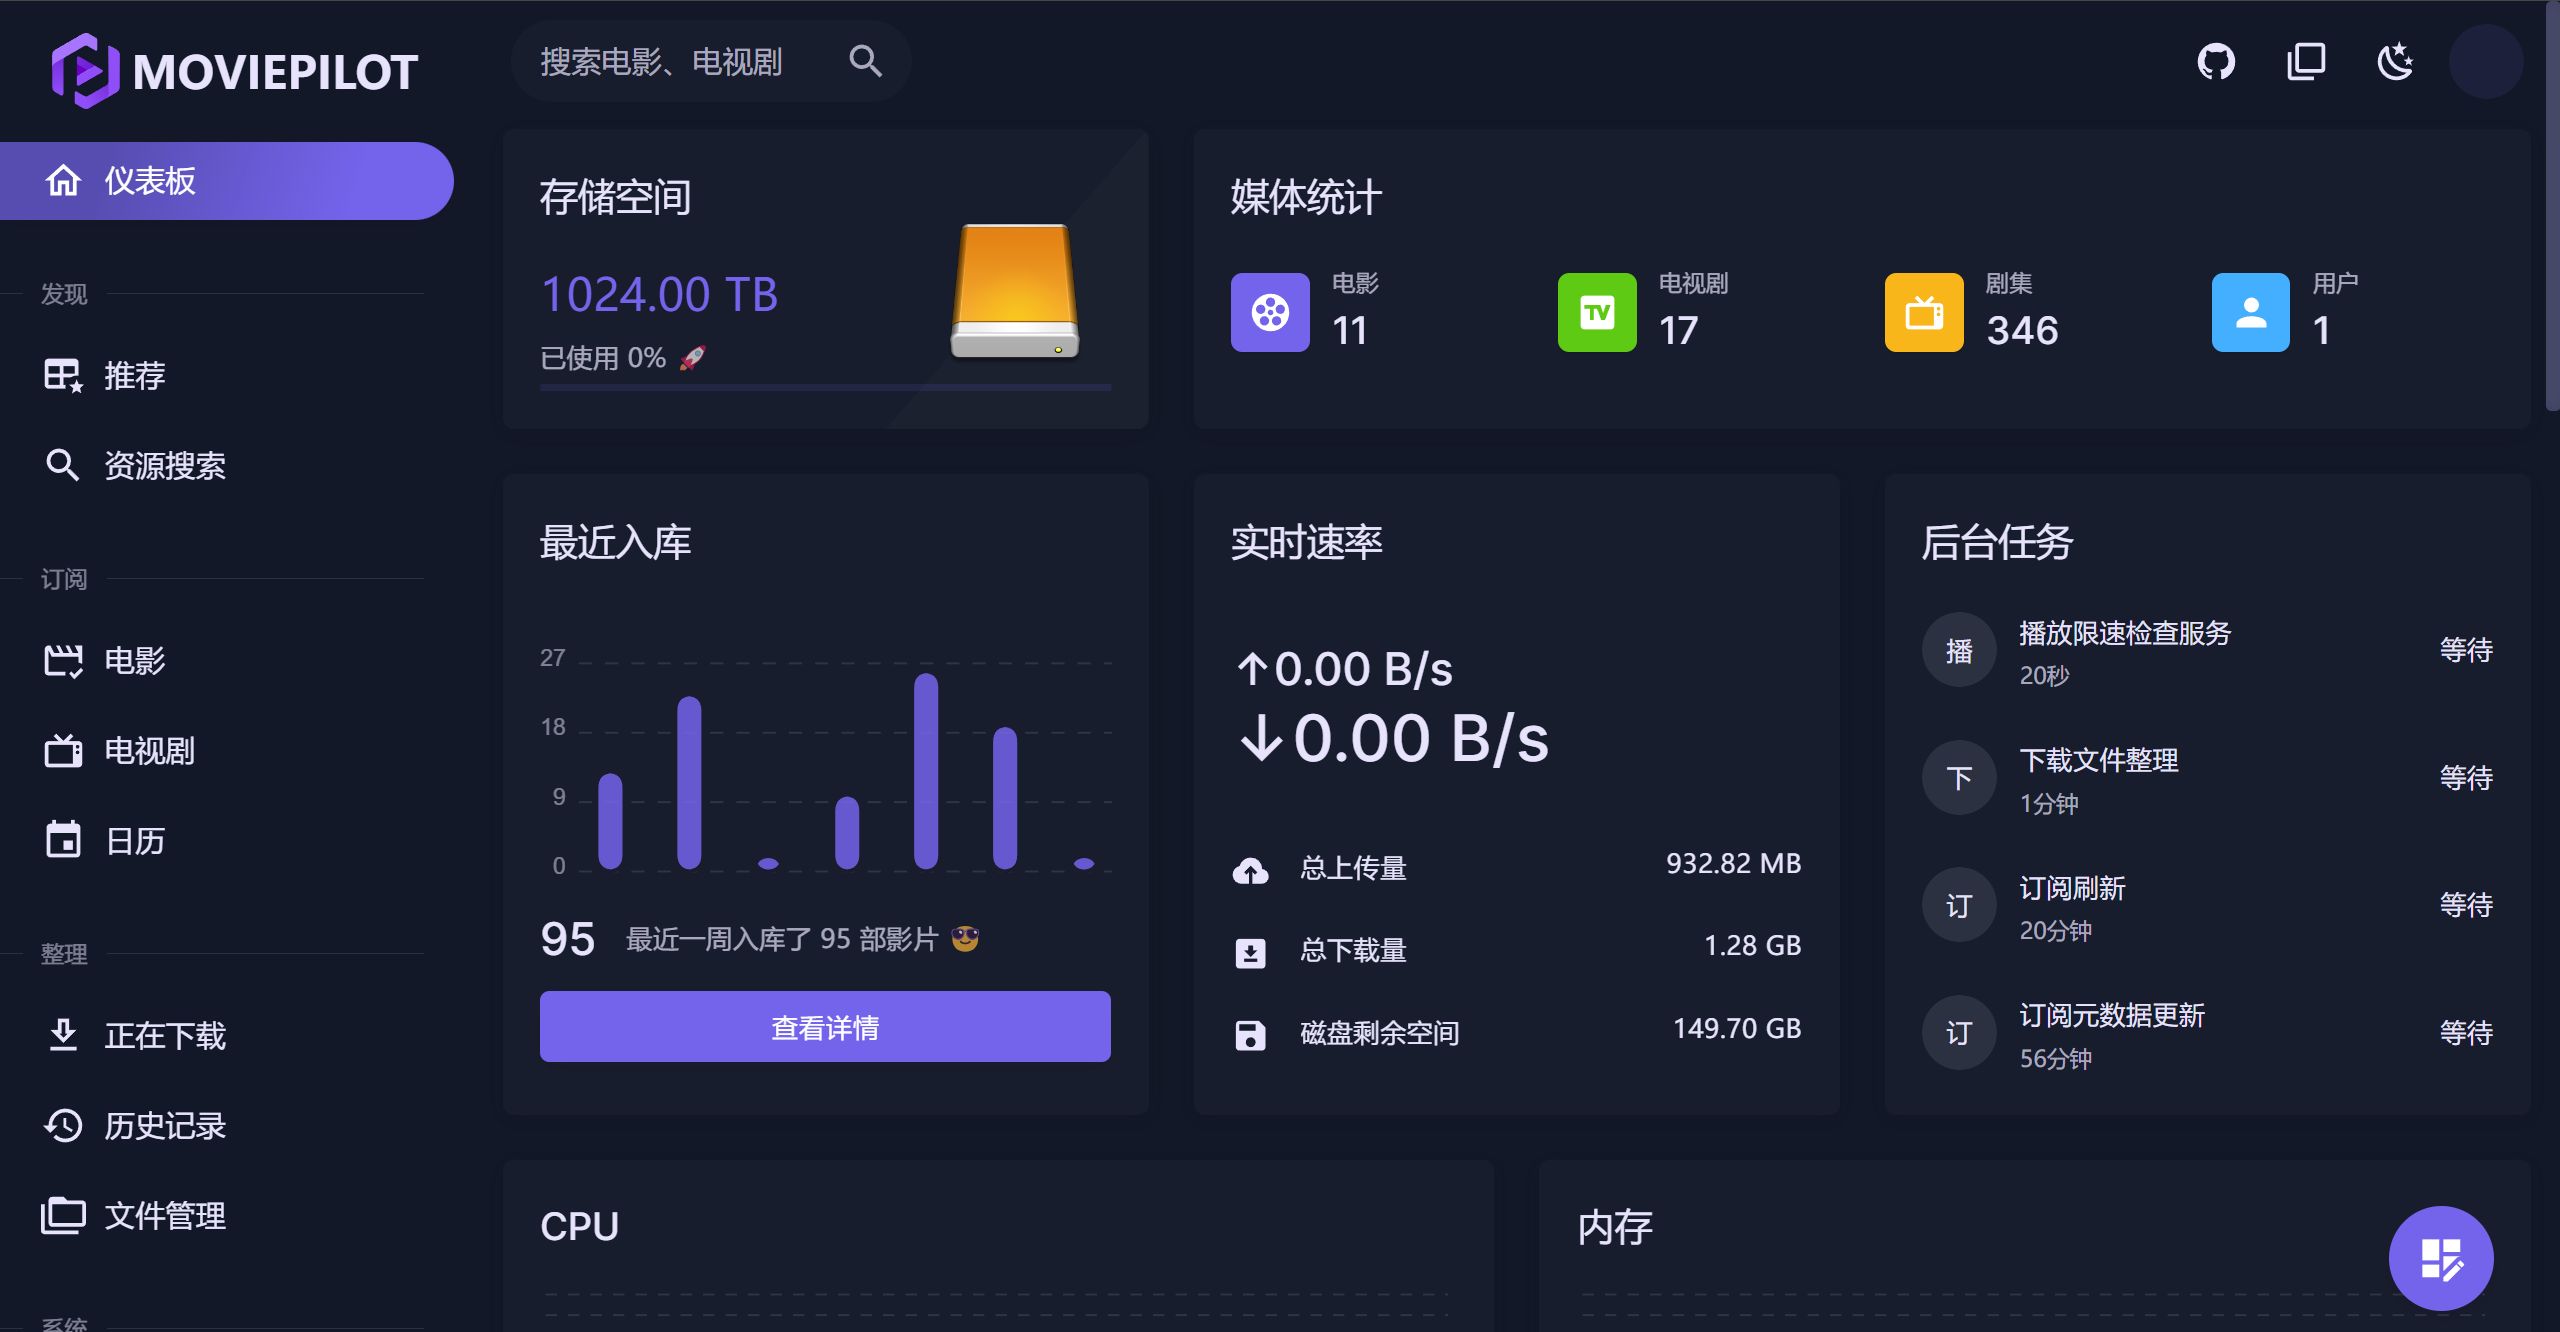 MOVIEPILOT
搜索电影、电视剧
仪表板
发现
推荐
资源搜索
订阅
电影
电视剧
日历
整理
正在下载
历史记录
文件管理
系统
存储空间
1024.00 TB
已使用 0% 🚀
媒体统计
电影
11
TV
电视剧
17
剧集
346
用户
1
最近入库
27
18
9
0
95 最近一周入库了 95 部影片 😎
查看详情
实时速率
↑0.00 B/s
↓0.00 B/s
总上传量 932.82 MB
总下载量 1.28 GB
磁盘剩余空间 149.70 GB
后台任务
播 播放限速检查服务 等待
20秒
下 下载文件整理 等待
1分钟
订 订阅刷新 等待
20分钟
订 订阅元数据更新 等待
56分钟
CPU
内存